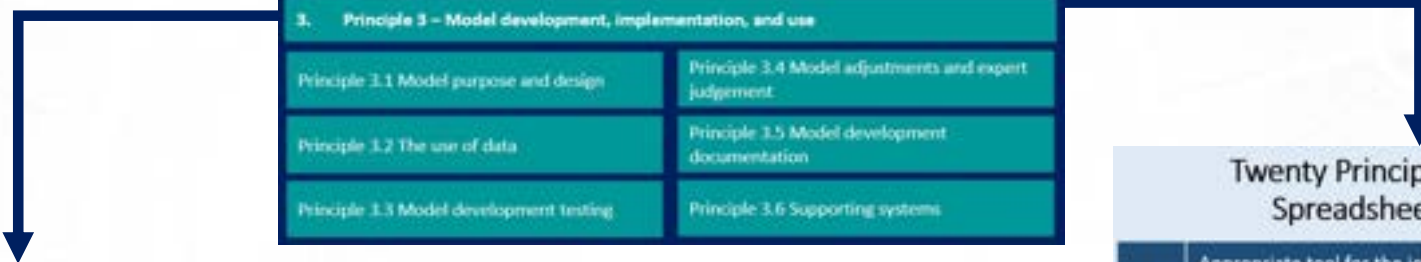 3. Principle 3 – Model development, implementation, and use
Principle 3.1 Model purpose and design
Principle 3.4 Model adjustments and expert
judgement
Principle 3.2 The use of data
Principle 3.5 Model development
documentation
Principle 3.3 Model development testing
Principle 3.6 Supporting systems
Twenty